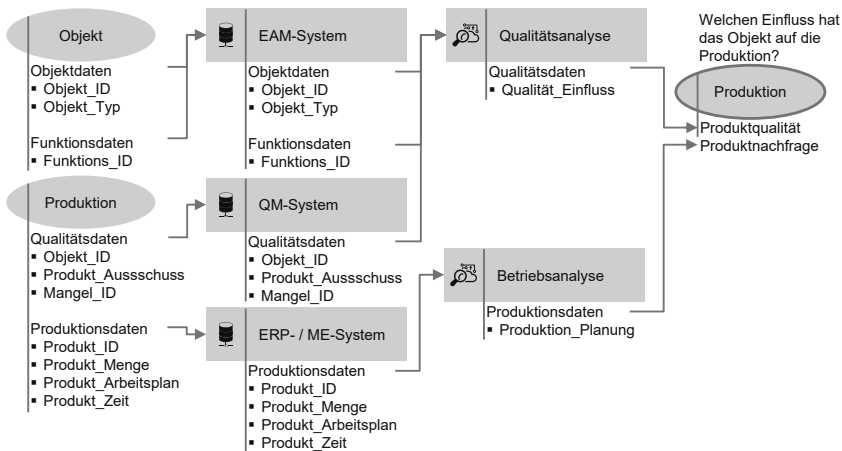 Objekt
Objektdaten
▪ Objekt_ID
▪ Objekt_Typ
Funktionsdaten
▪ Funktions_ID
Produktion
Qualitätsdaten
▪ Objekt_ID
▪ Produkt_Aussschuss
▪ Mangel_ID
Produktionsdaten
▪ Produkt_ID
▪ Produkt_Menge
▪ Produkt_Arbeitsplan
▪ Produkt_Zeit
EAM-System
Objektdaten
▪ Objekt_ID
▪ Objekt_Typ
Funktionsdaten
▪ Funktions_ID
QM-System
Qualitätsdaten
▪ Objekt_ID
▪ Produkt_Aussschuss
▪ Mangel_ID
ERP- / ME-System
Produktionsdaten
▪ Produkt_ID
▪ Produkt_Menge
▪ Produkt_Arbeitsplan
▪ Produkt_Zeit
Qualitätsanalyse
Qualitätsdaten
▪ Qualität_Einfluss
Betriebsanalyse
Produktionsdaten
▪ Produktion_Planung
Welchen Einfluss hat
das Objekt auf die
Produktion?
Produktion
Produktqualität
Produktnachfrage